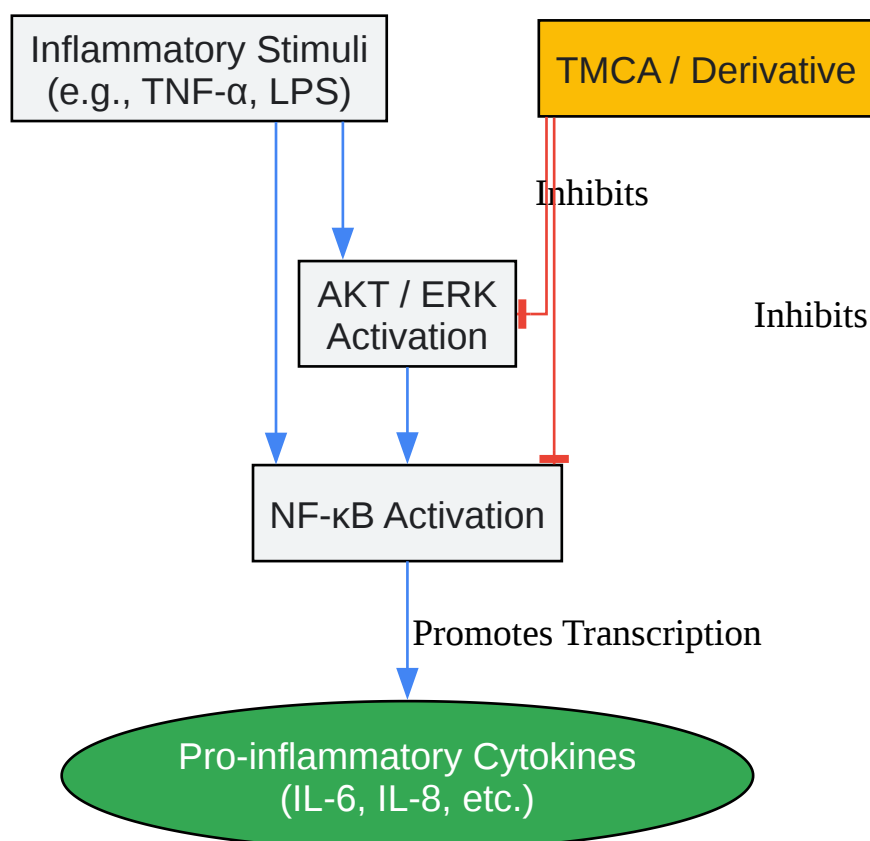 Inflammatory Stimuli
(e.g., TNF-α, LPS)
TMCA / Derivative
Inhibits
AKT / ERK
Activation
Inhibits
NF-κB Activation
Promotes Transcription
Pro-inflammatory Cytokines
(IL-6, IL-8, etc.)